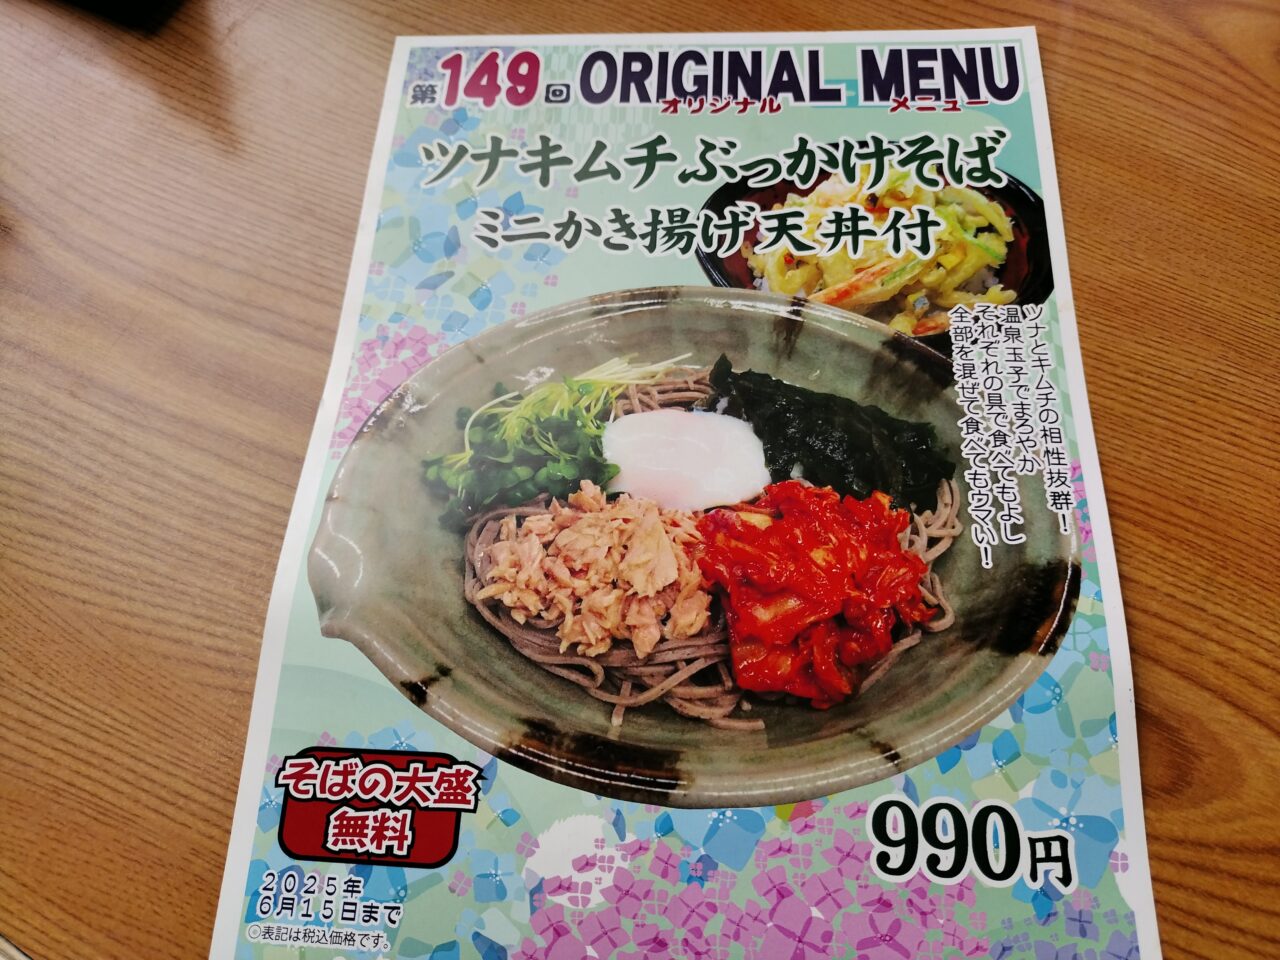 第149回 ORIGINAL MENU
オリジナル メニュー
ツナキムチぶっかけそば
ミニかき揚げ天丼付
ツナとキムチの相性抜群!
温泉玉子でまろやか
それぞれの具で食べてもよし
全部を混ぜて食べてもウマい!
そばの大盛
無料
990円
2025年
6月15日まで
◎表記は税込価格です。